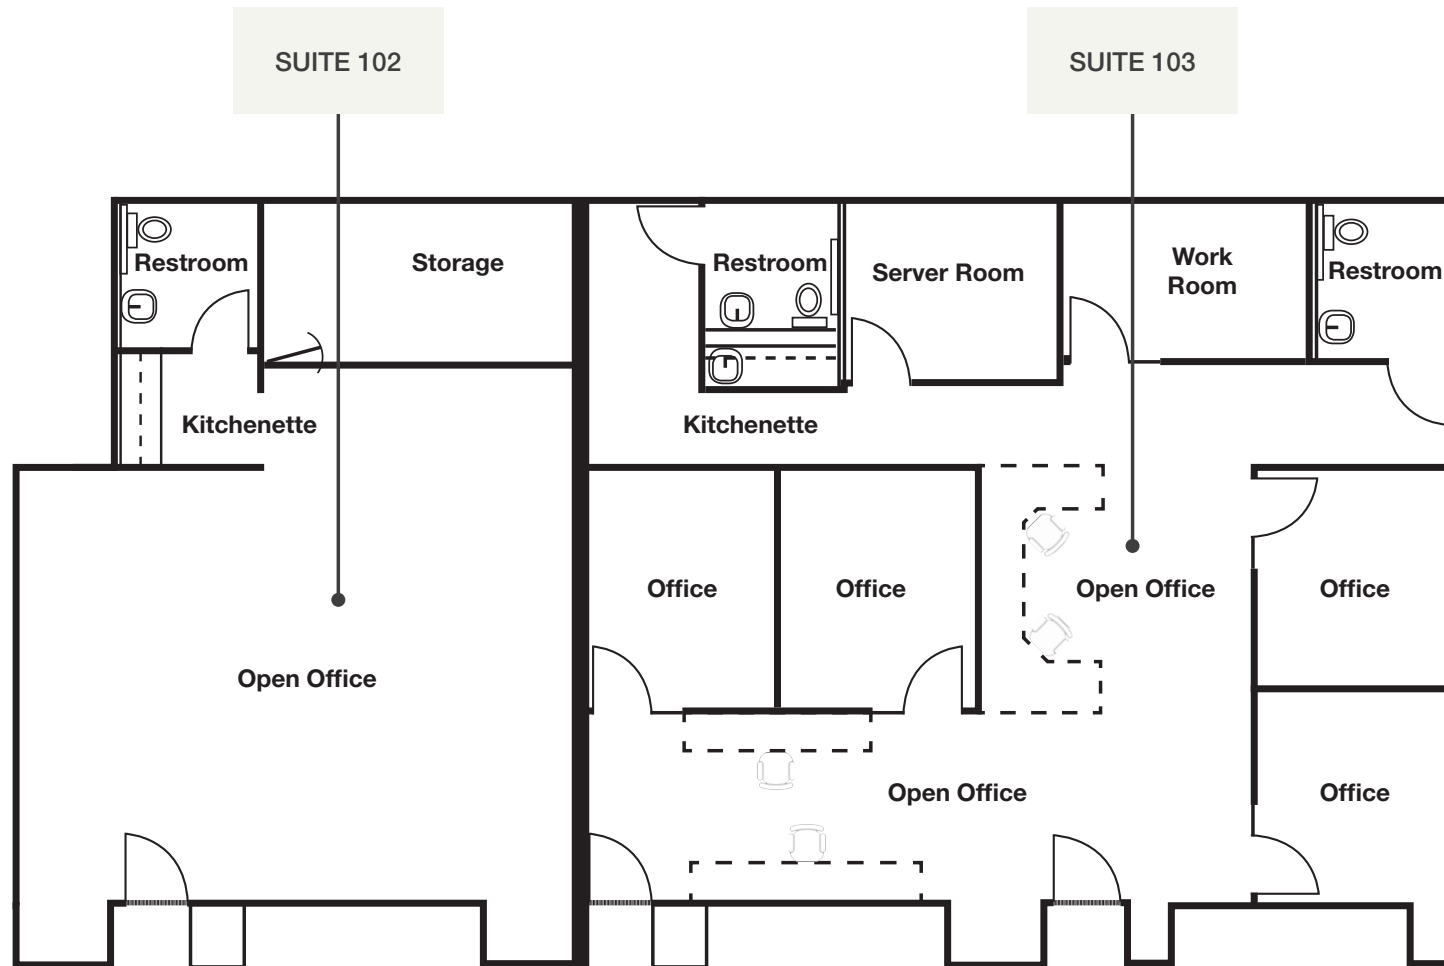 SUITE 102
SUITE 103
Restroom
Storage
Restroom
Server Room
Work
Room
Restroom
Kitchenette
Kitchenette
Office
Office
Open Office
Office
Open Office
Open Office
Office